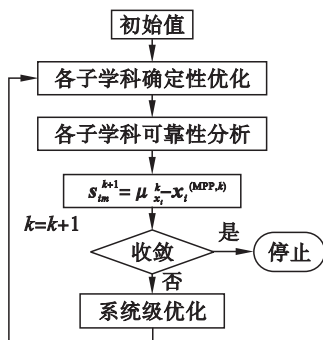 初始值
各子学科确定性优化
各子学科可靠性分析
s_{im}^{k+1} = μ_{x_i}^{k} - x_i^{(MPP,k)}
k=k+1
收敛
是
停止
否
系统级优化